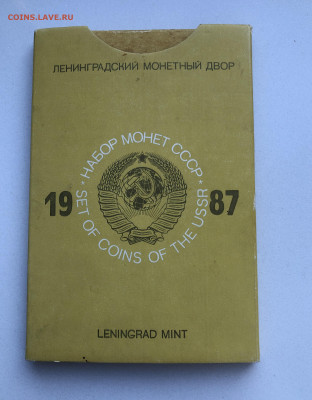 COINS.LAVE.RU
ЛЕНИНГРАДСКИЙ МОНЕТНЫЙ ДВОР
НАБОР МОНЕТ СССР
19 87
SET OF COINS OF THE USSR
LENINGRAD MINT